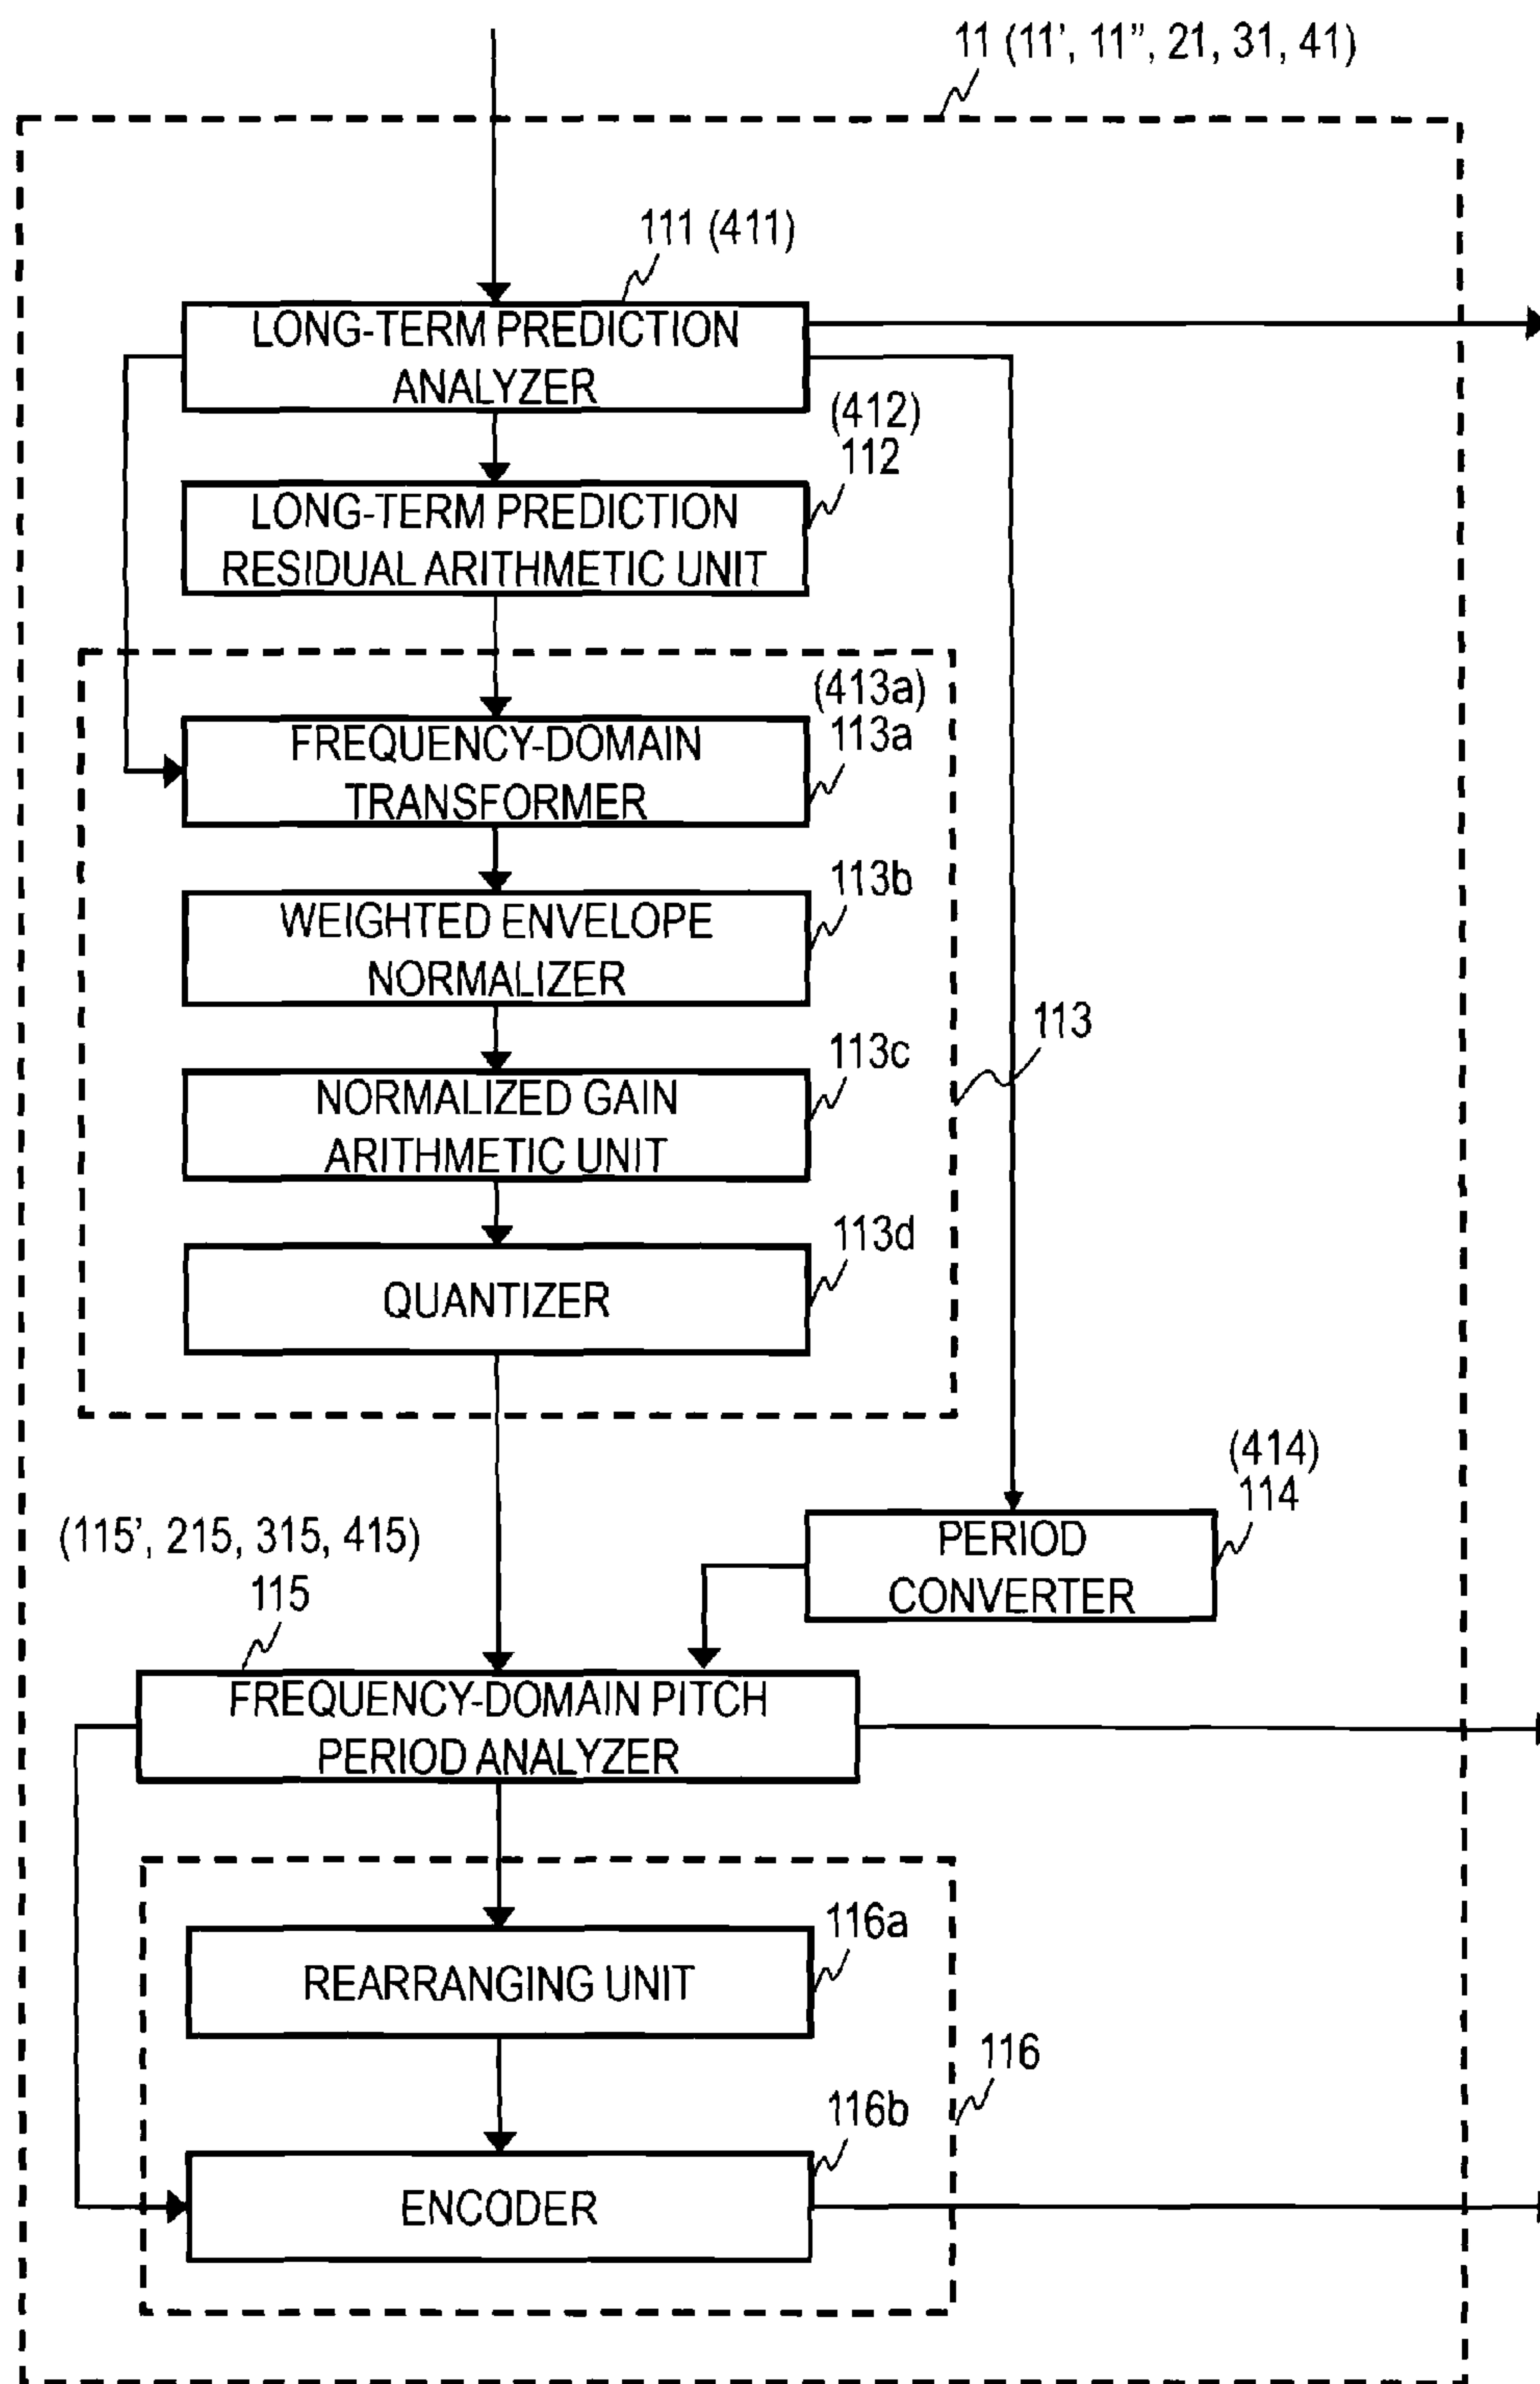 11 (11’, 11”, 21, 31, 41)
111 (411)
LONG-TERM PREDICTION
ANALYZER
(412)
112
LONG-TERM PREDICTION
RESIDUAL ARITHMETIC UNIT
(413a)
113a
FREQUENCY-DOMAIN
TRANSFORMER
113b
WEIGHTED ENVELOPE
NORMALIZER
113
113c
NORMALIZED GAIN
ARITHMETIC UNIT
113d
QUANTIZER
(414)
114
PERIOD
CONVERTER
(115’, 215, 315, 415)
115
FREQUENCY-DOMAIN PITCH
PERIOD ANALYZER
116a
REARRANGING UNIT
116
116b
ENCODER